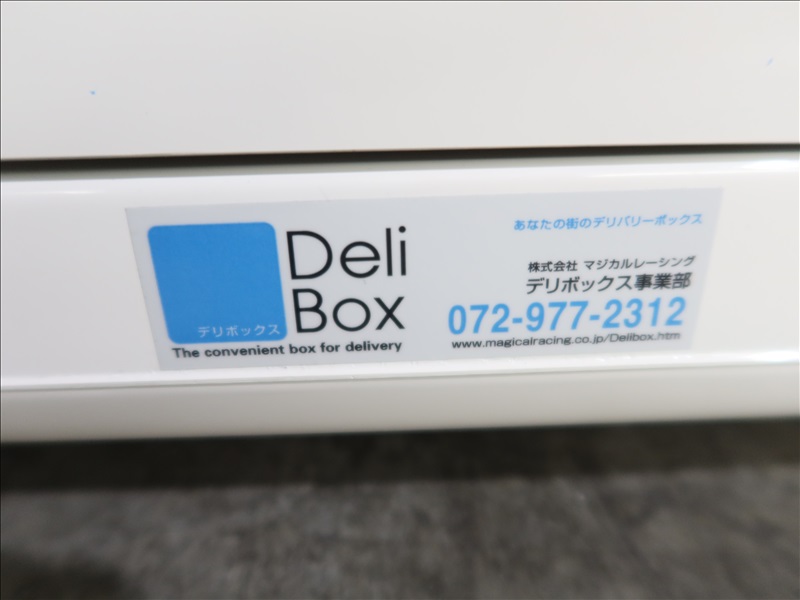 Deli
Box
デリボックス
The convenient box for delivery
あなたの街のデリバリーボックス
株式会社 マジカルレーシング
デリボックス事業部
072-977-2312
www.magicalracing.co.jp/Delibox.htm